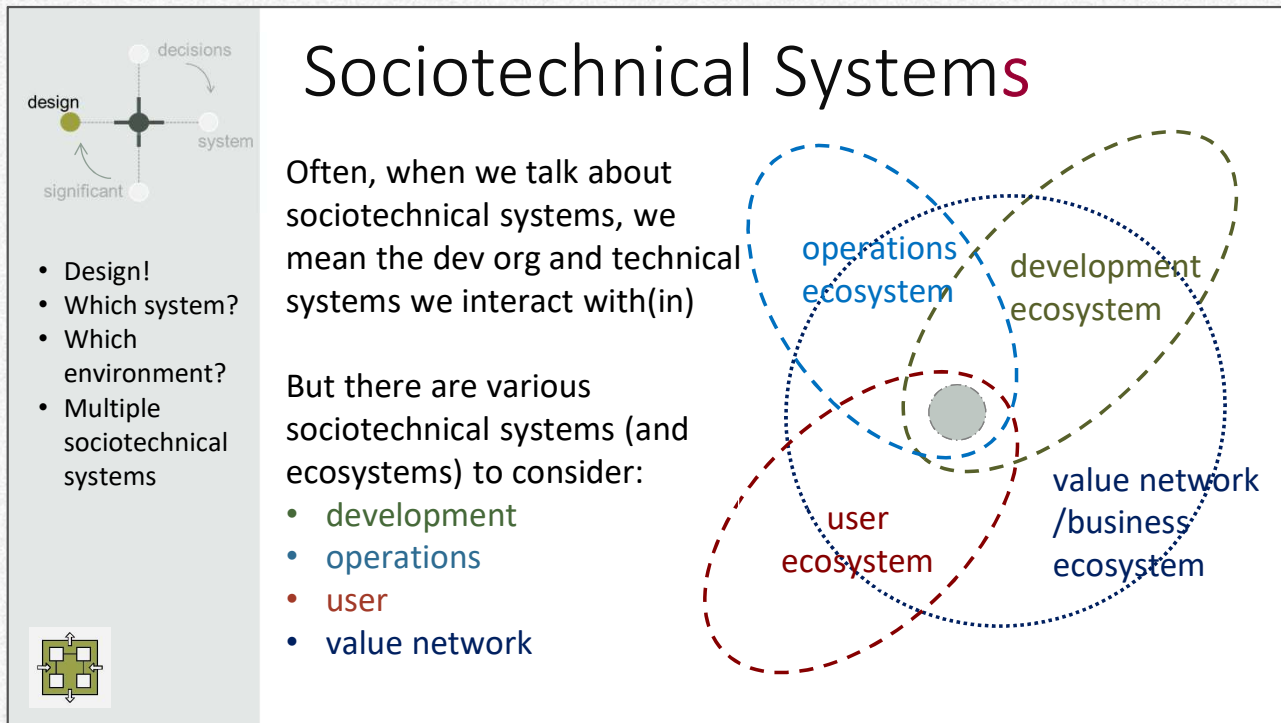 decisions
design
system
significant
• Design!
• Which system?
• Which
environment?
• Multiple
sociotechnical
systems
Sociotechnical Systems
Often, when we talk about
sociotechnical systems, we
mean the dev org and technical
systems we interact with(in)
But there are various
sociotechnical systems (and
ecosystems) to consider:
• development
• operations
• user
• value network
operations
ecosystem
development
ecosystem
user
ecosystem
value network
/business
ecosystem